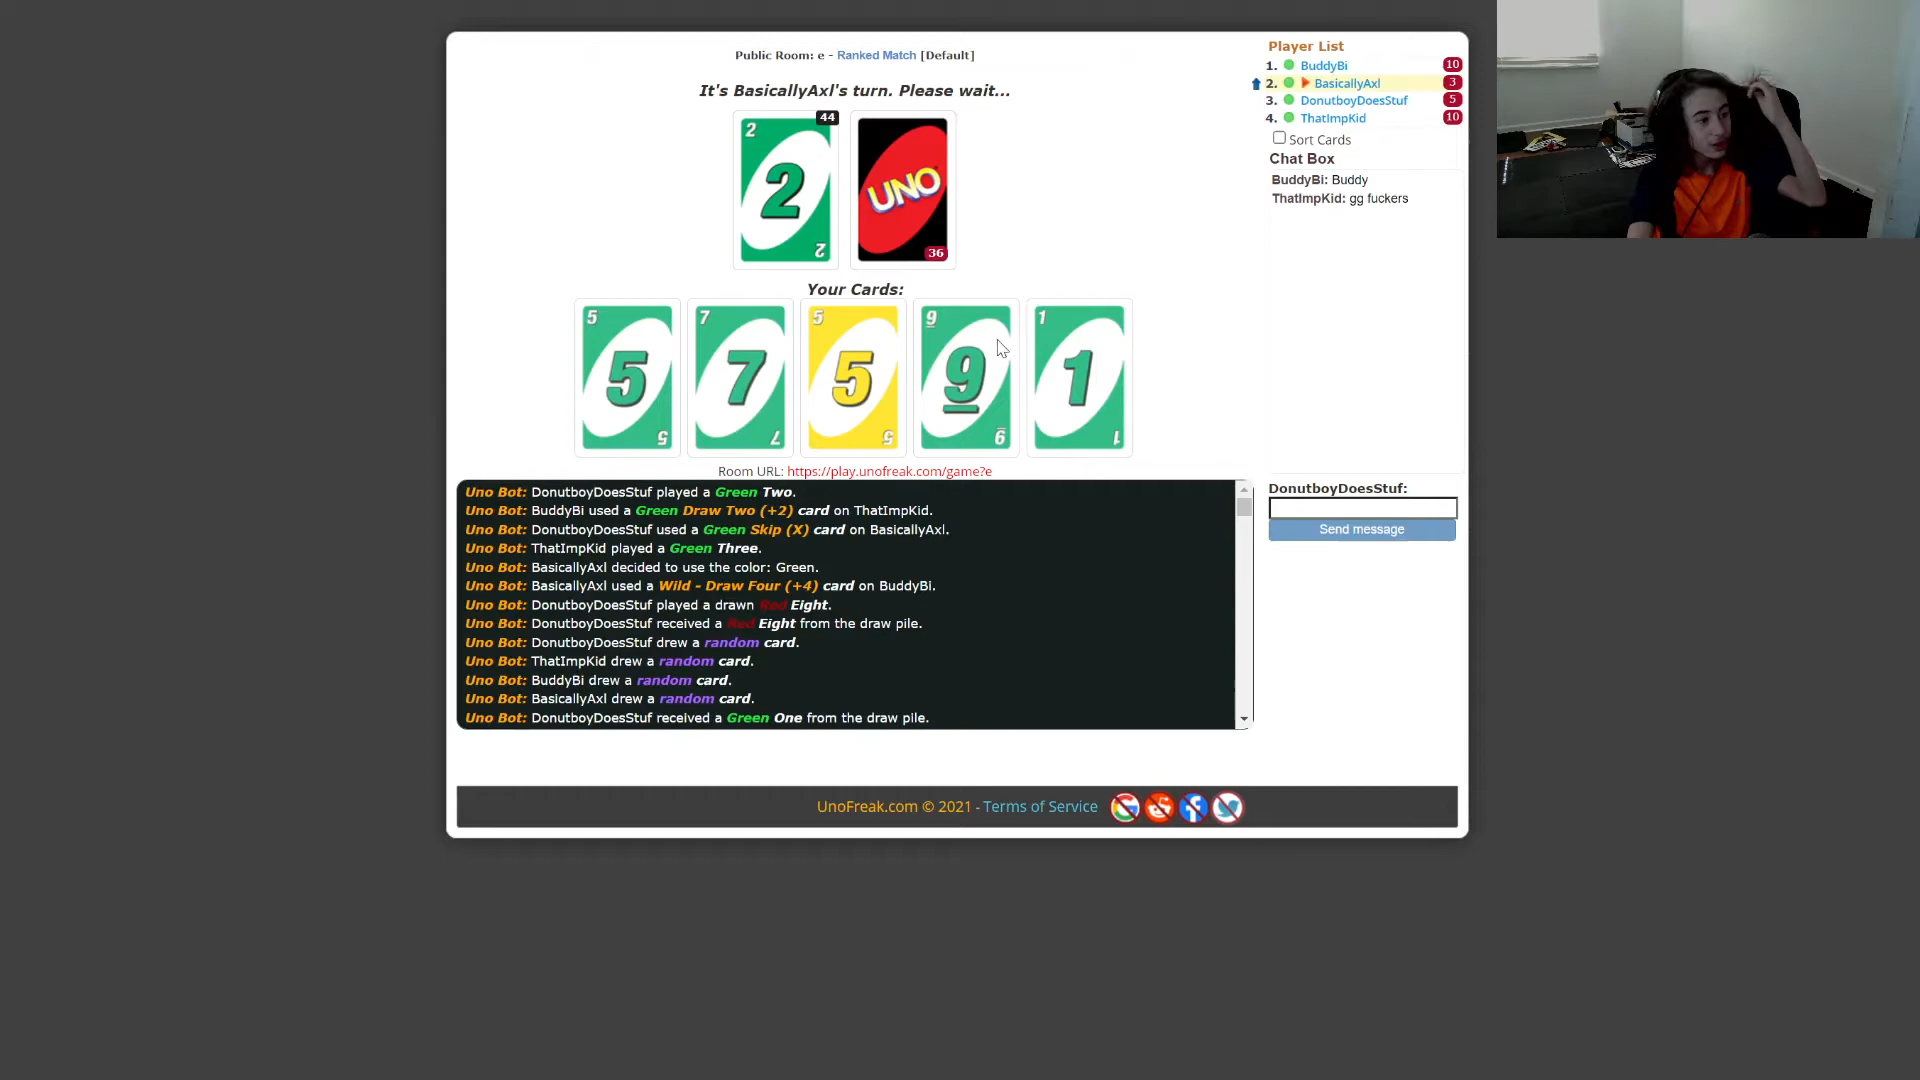 Public Room: e - Ranked Match [Default]
It's BasicallyAxl's turn. Please wait...
2
44
2
2
UNO
36
Your Cards:
5
5
5
7
7
7
5
5
5
9
9
9
1
1
1
Room URL: https://play.unofreak.com/game?e
Uno Bot: DonutboyDoesStuf played a Green Two.
Uno Bot: BuddyBi used a Green Draw Two (+2) card on ThatImpKid.
Uno Bot: DonutboyDoesStuf used a Green Skip (X) card on BasicallyAxl.
Uno Bot: ThatImpKid played a Green Three.
Uno Bot: BasicallyAxl decided to use the color: Green.
Uno Bot: BasicallyAxl used a Wild - Draw Four (+4) card on BuddyBi.
Uno Bot: DonutboyDoesStuf played a drawn Red Eight.
Uno Bot: DonutboyDoesStuf received a Red Eight from the draw pile.
Uno Bot: DonutboyDoesStuf drew a random card.
Uno Bot: ThatImpKid drew a random card.
Uno Bot: BuddyBi drew a random card.
Uno Bot: BasicallyAxl drew a random card.
Uno Bot: DonutboyDoesStuf received a Green One from the draw pile.
Player List
1. BuddyBi 10
2. BasicallyAxl 3
3. DonutboyDoesStuf 5
4. ThatImpKid 10
Sort Cards
Chat Box
BuddyBi: Buddy
ThatImpKid: gg fuckers
DonutboyDoesStuf:
Send message
UnoFreak.com © 2021 - Terms of Service